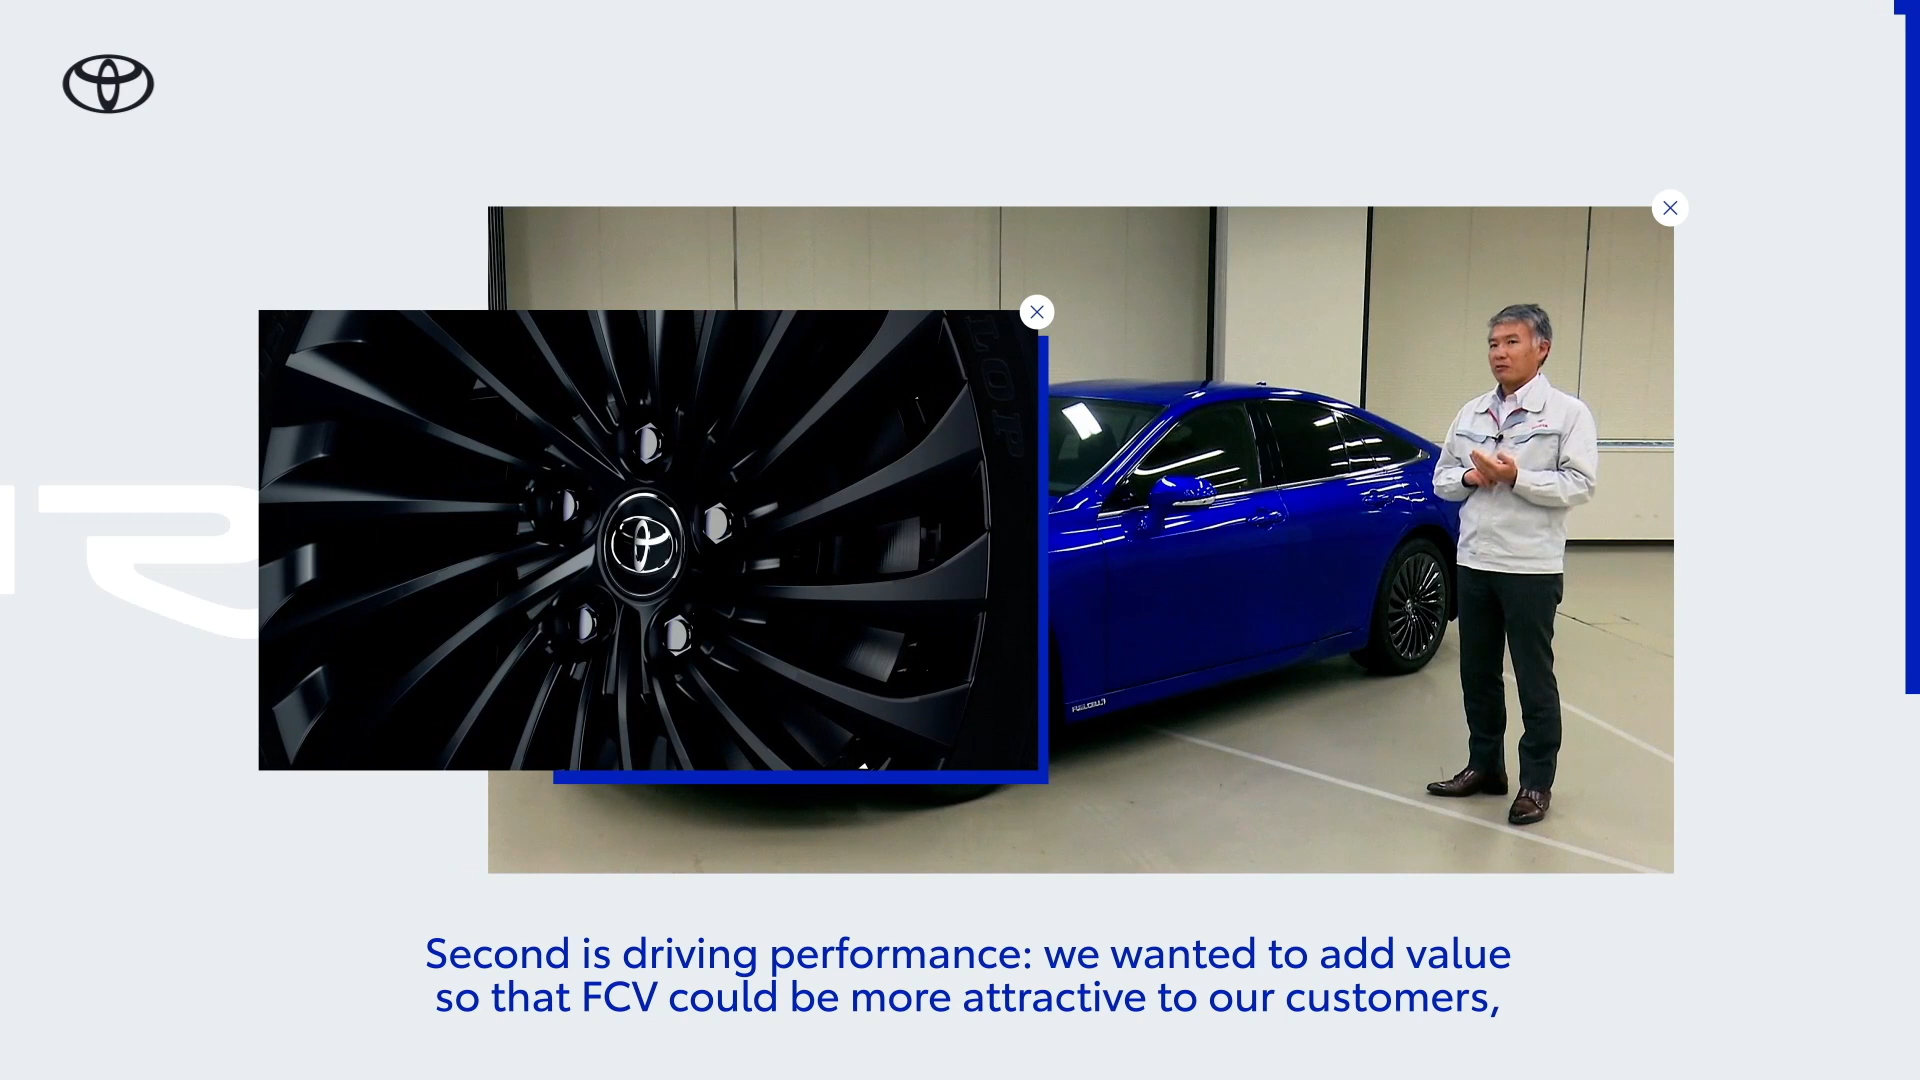 Second is driving performance: we wanted to add value
so that FCV could be more attractive to our customers,